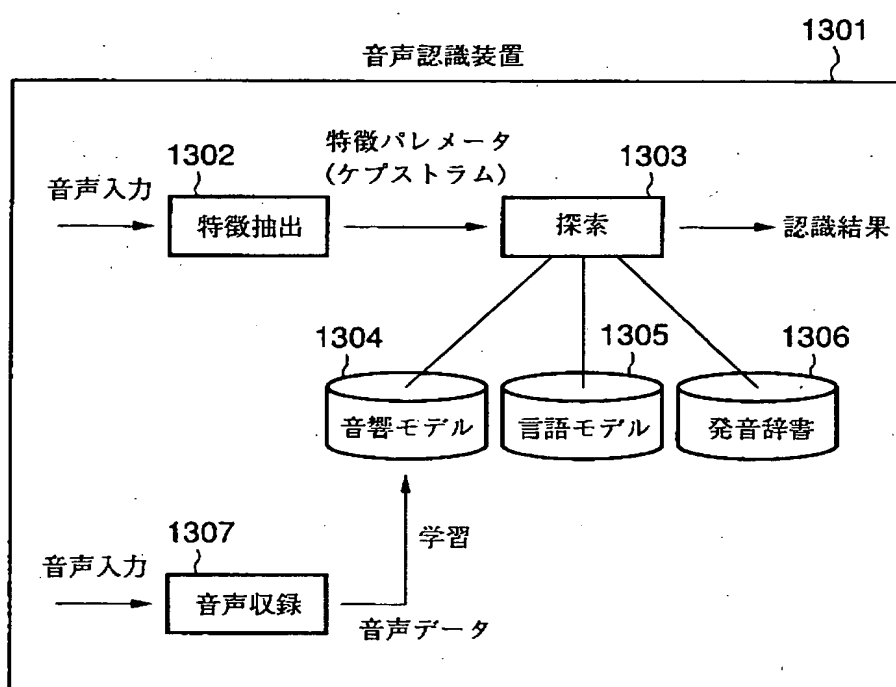 1301
音声認識装置
1302
特徴パレメータ
(ケプストラム)
1303
音声入力
特徴抽出
探索
認識結果
1304
1305
1306
音響モデル
言語モデル
発音辞書
1307
学習
音声入力
音声収録
音声データ